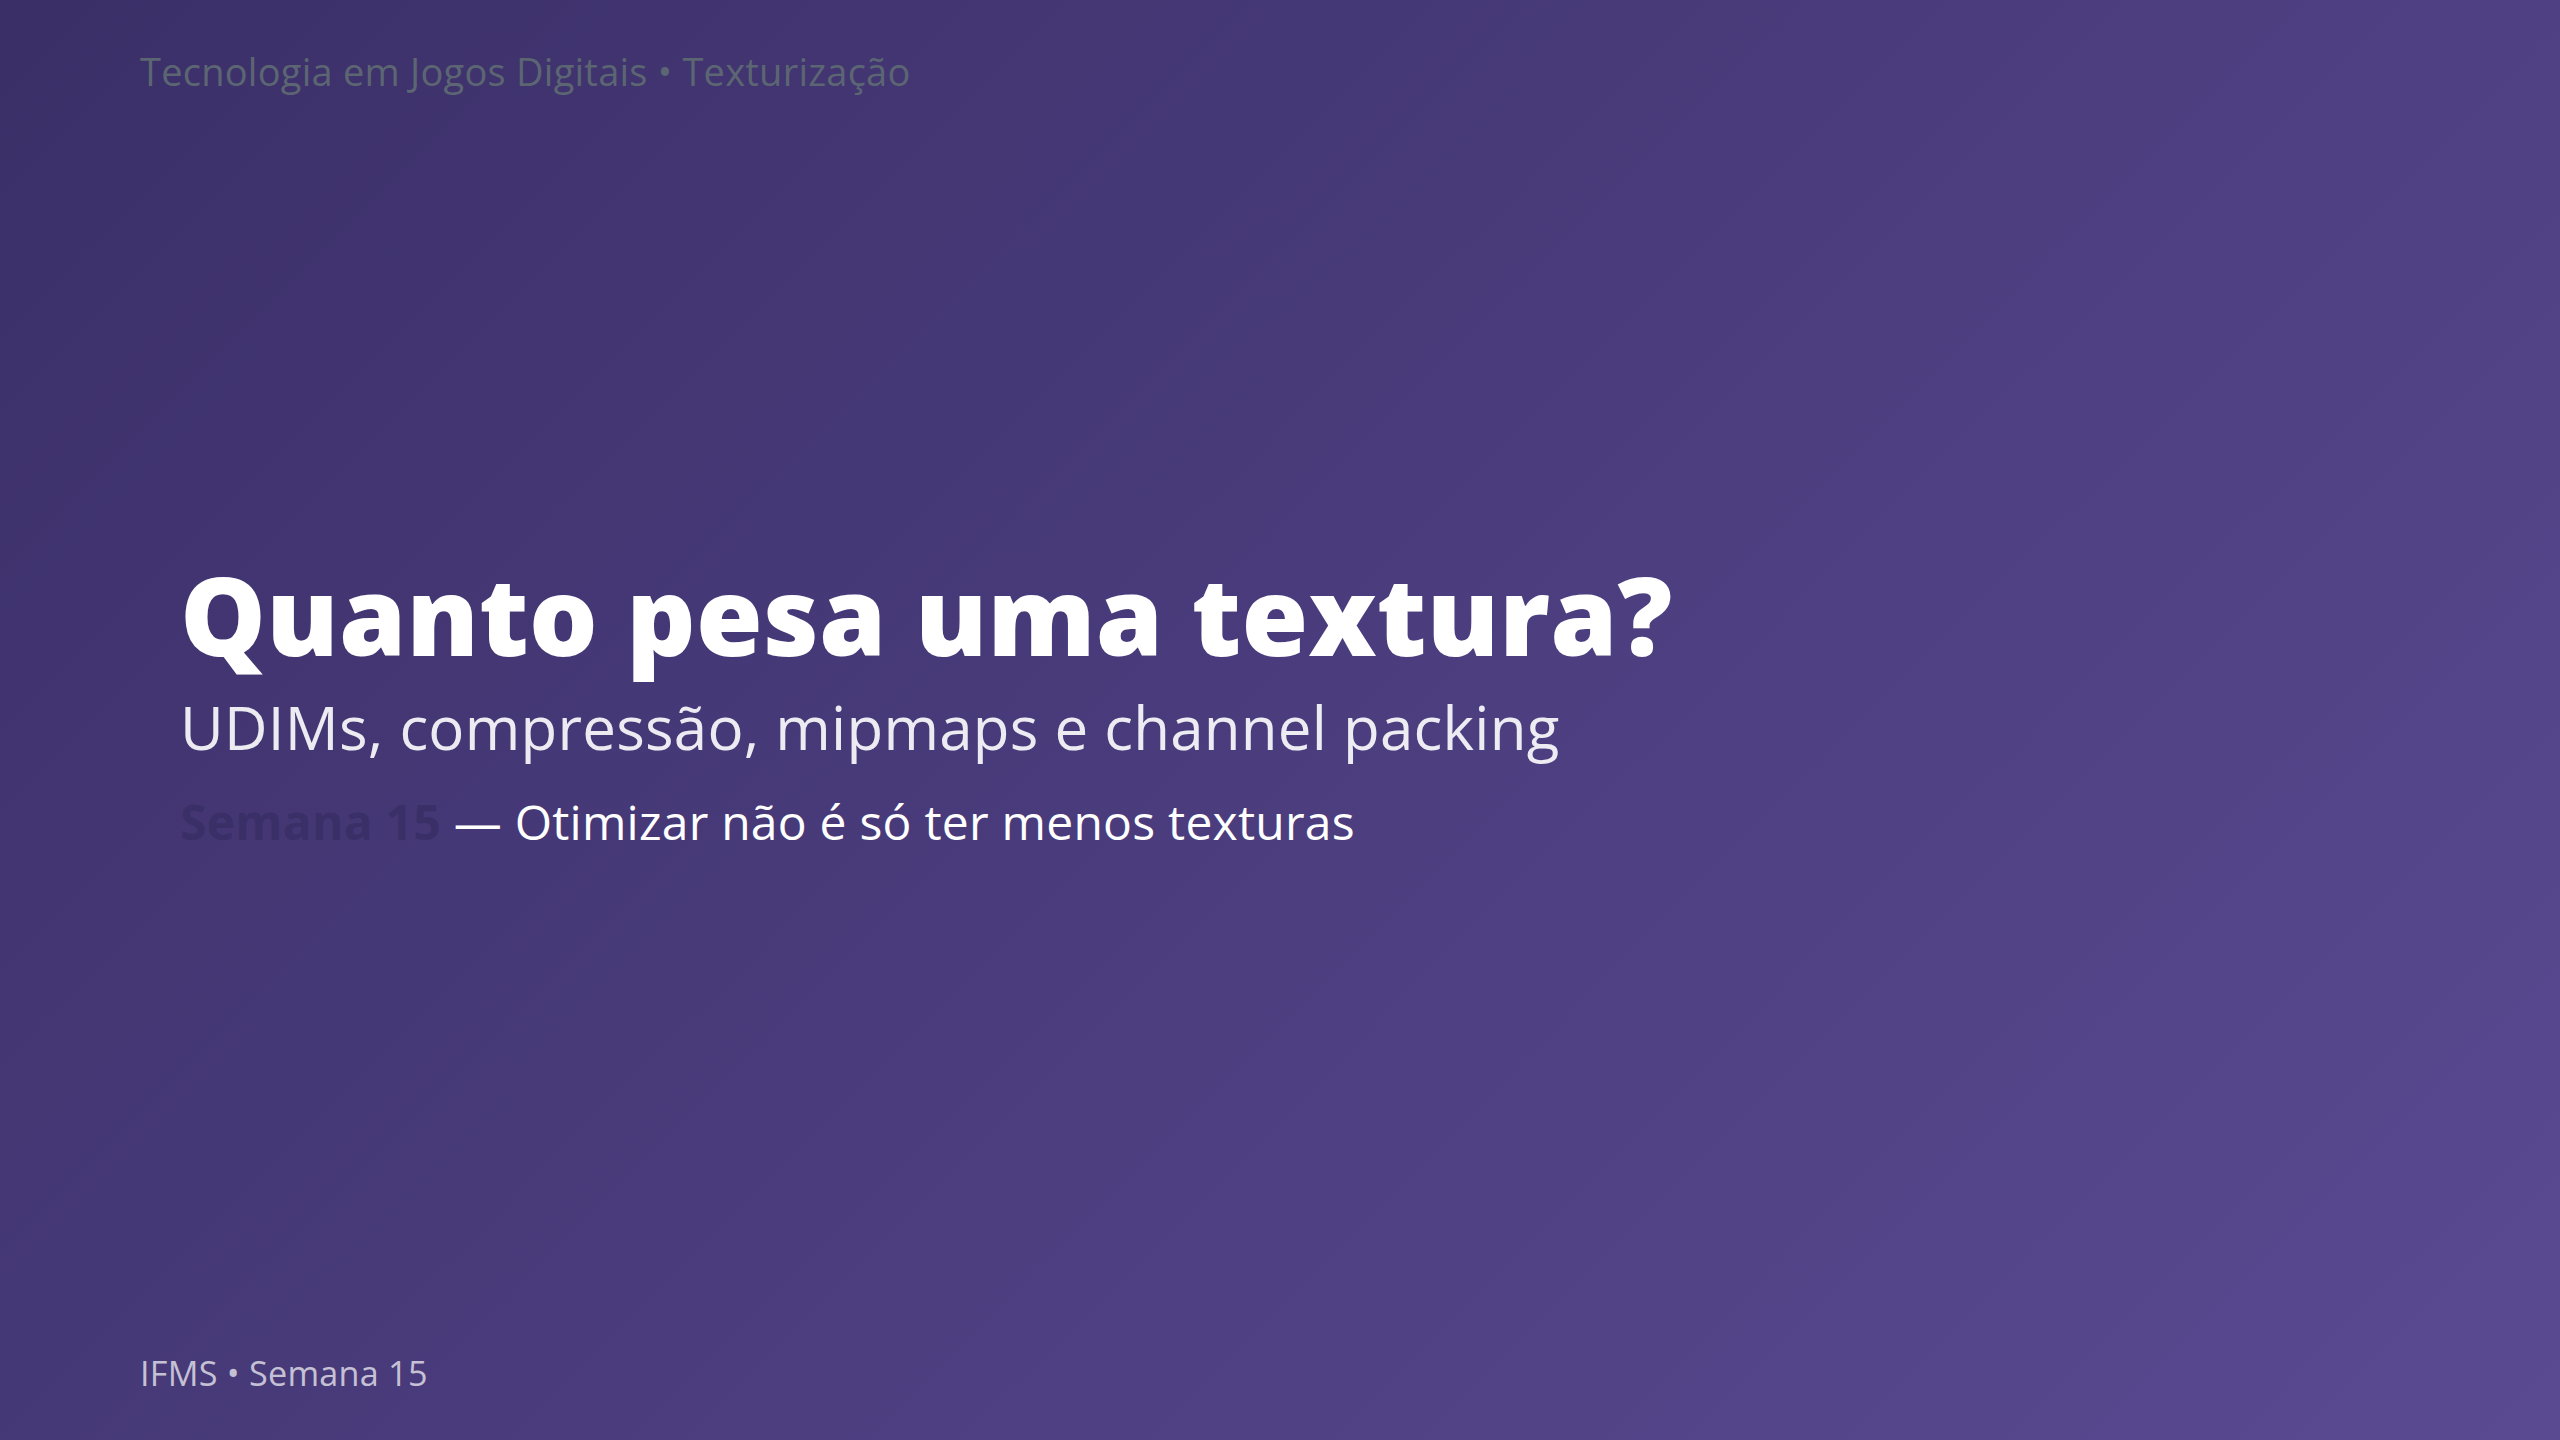 Tecnologia em Jogos Digitais • Texturização
Quanto pesa uma textura?
UDIMs, compressão, mipmaps e channel packing
Semana 15 — Otimizar não é só ter menos texturas
IFMS • Semana 15